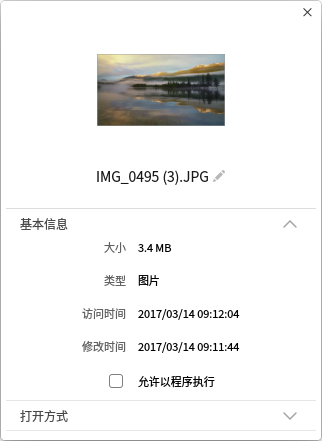 IMG_0495 (3).JPG
基本信息
大小 3.4 MB
类型 图片
访问时间 2017/03/14 09:12:04
修改时间 2017/03/14 09:11:44
允许以程序执行
打开方式